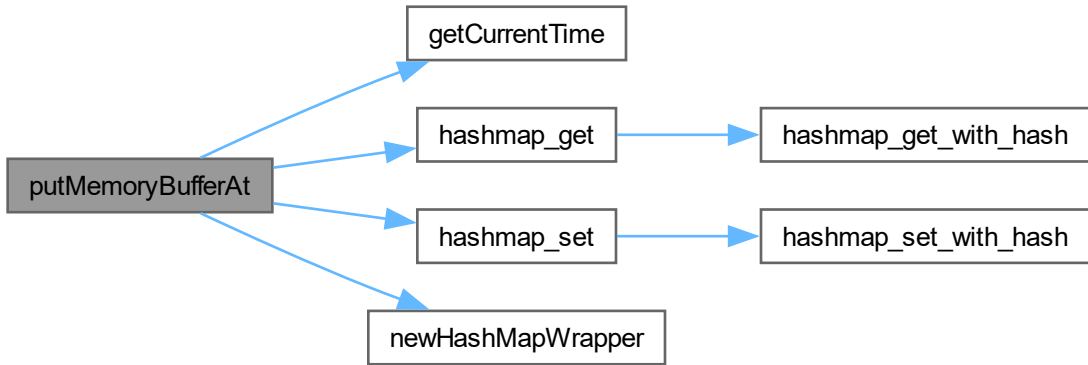 getCurrentTime
hashmap_get
hashmap_get_with_hash
putMemoryBufferAt
hashmap_set
hashmap_set_with_hash
newHashMapWrapper